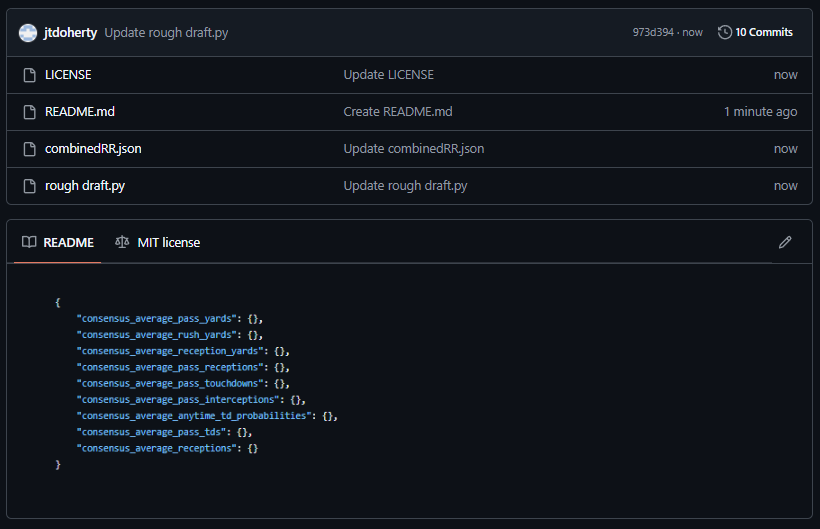 jtdoherty Update rough draft.py 973d394 · now 10 Commits
LICENSE Update LICENSE now
README.md Create README.md 1 minute ago
combinedRR.json Update combinedRR.json now
rough draft.py Update rough draft.py now
README MIT license
{
"consensus_average_pass_yards": {},
"consensus_average_rush_yards": {},
"consensus_average_reception_yards": {},
"consensus_average_pass_receptions": {},
"consensus_average_pass_touchdowns": {},
"consensus_average_pass_interceptions": {},
"consensus_average_anytime_td_probabilities": {},
"consensus_average_pass_tds": {},
"consensus_average_receptions": {}
}